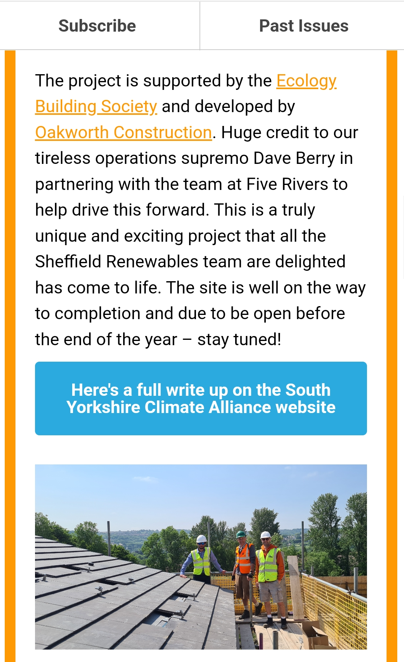 Subscribe
Past Issues
The project is supported by the Ecology
Building Society and developed by
Oakworth Construction. Huge credit to our
tireless operations supremo Dave Berry in
partnering with the team at Five Rivers to
help drive this forward. This is a truly
unique and exciting project that all the
Sheffield Renewables team are delighted
has come to life. The site is well on the way
to completion and due to be open before
the end of the year – stay tuned!
Here's a full write up on the South
Yorkshire Climate Alliance website